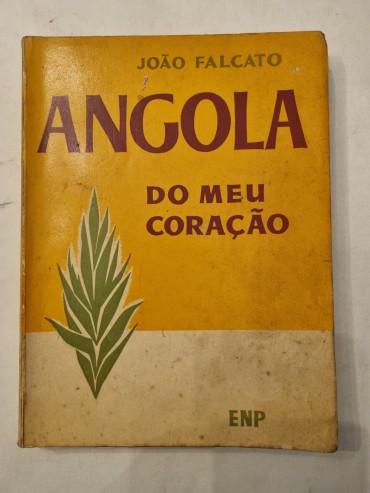 JOÃO FALCATO
ANGOLA
DO MEU
CORAÇÃO
ENP